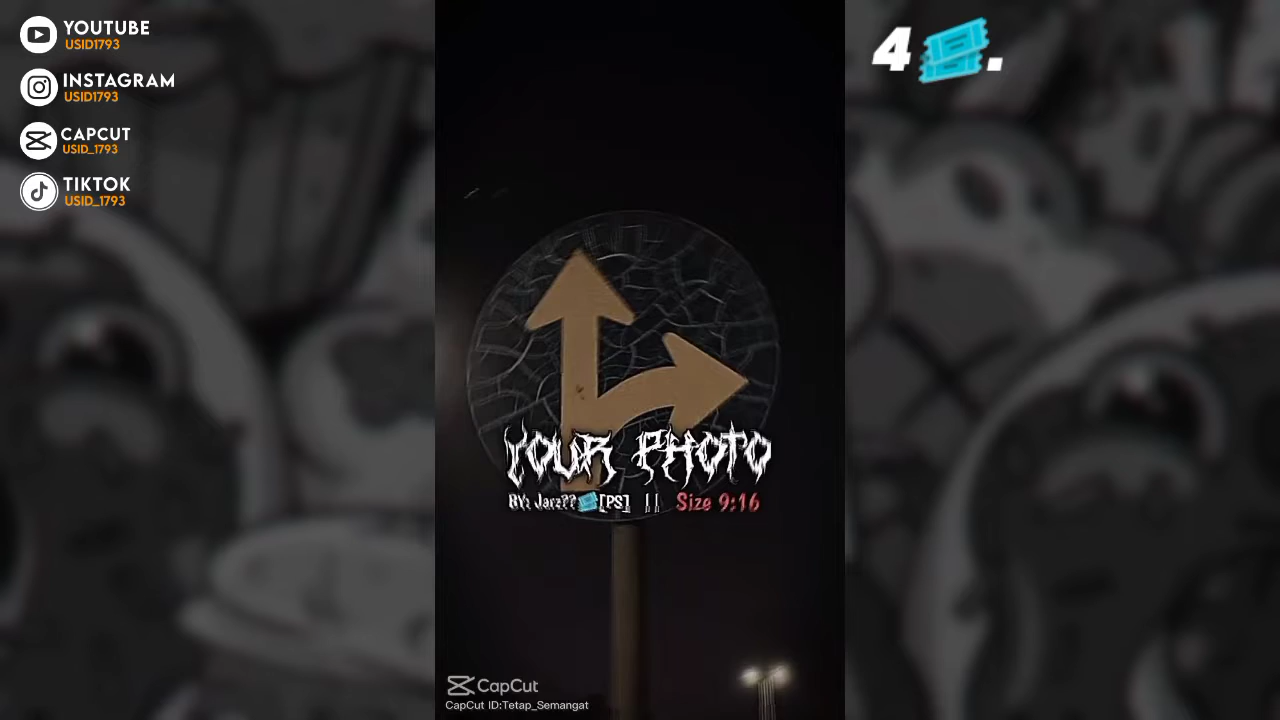 YOUTUBE
USID1793
INSTAGRAM
USID1793
CAPCUT
USID_1793
TIKTOK
USID_1793
4 🎟️.
YOUR PHOTO
BY: Jarz??🎟️[PS] || Size 9:16
CapCut
CapCut ID:Tetap_Semangat